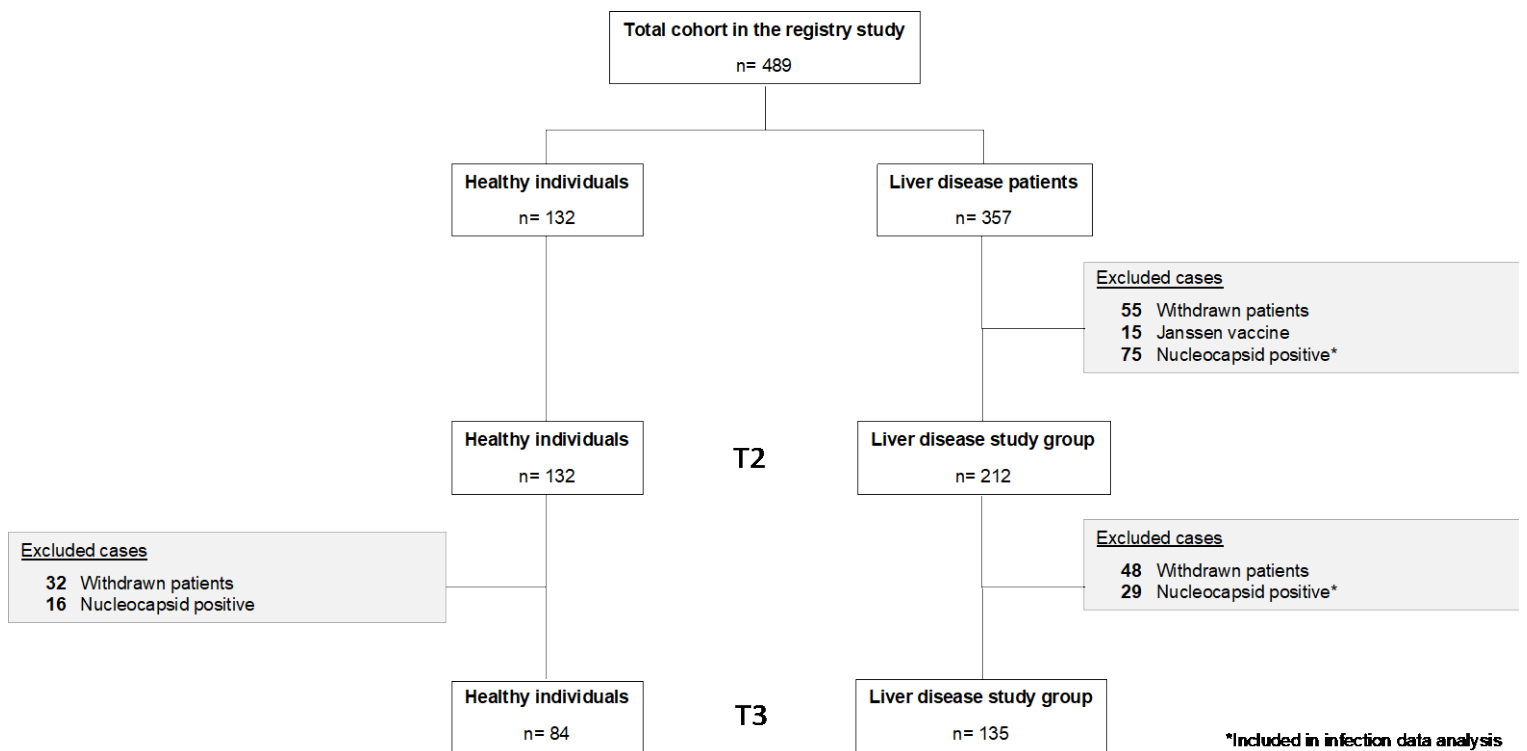 Total cohort in the registry study
n= 489
Healthy individuals
n= 132
Liver disease patients
n= 357
Excluded cases
55 Withdrawn patients
15 Janssen vaccine
75 Nucleocapsid positive*
Healthy individuals
n= 132
T2
Liver disease study group
n= 212
Excluded cases
32 Withdrawn patients
16 Nucleocapsid positive
Excluded cases
48 Withdrawn patients
29 Nucleocapsid positive*
Healthy individuals
n= 84
T3
Liver disease study group
n= 135
*Included in infection data analysis